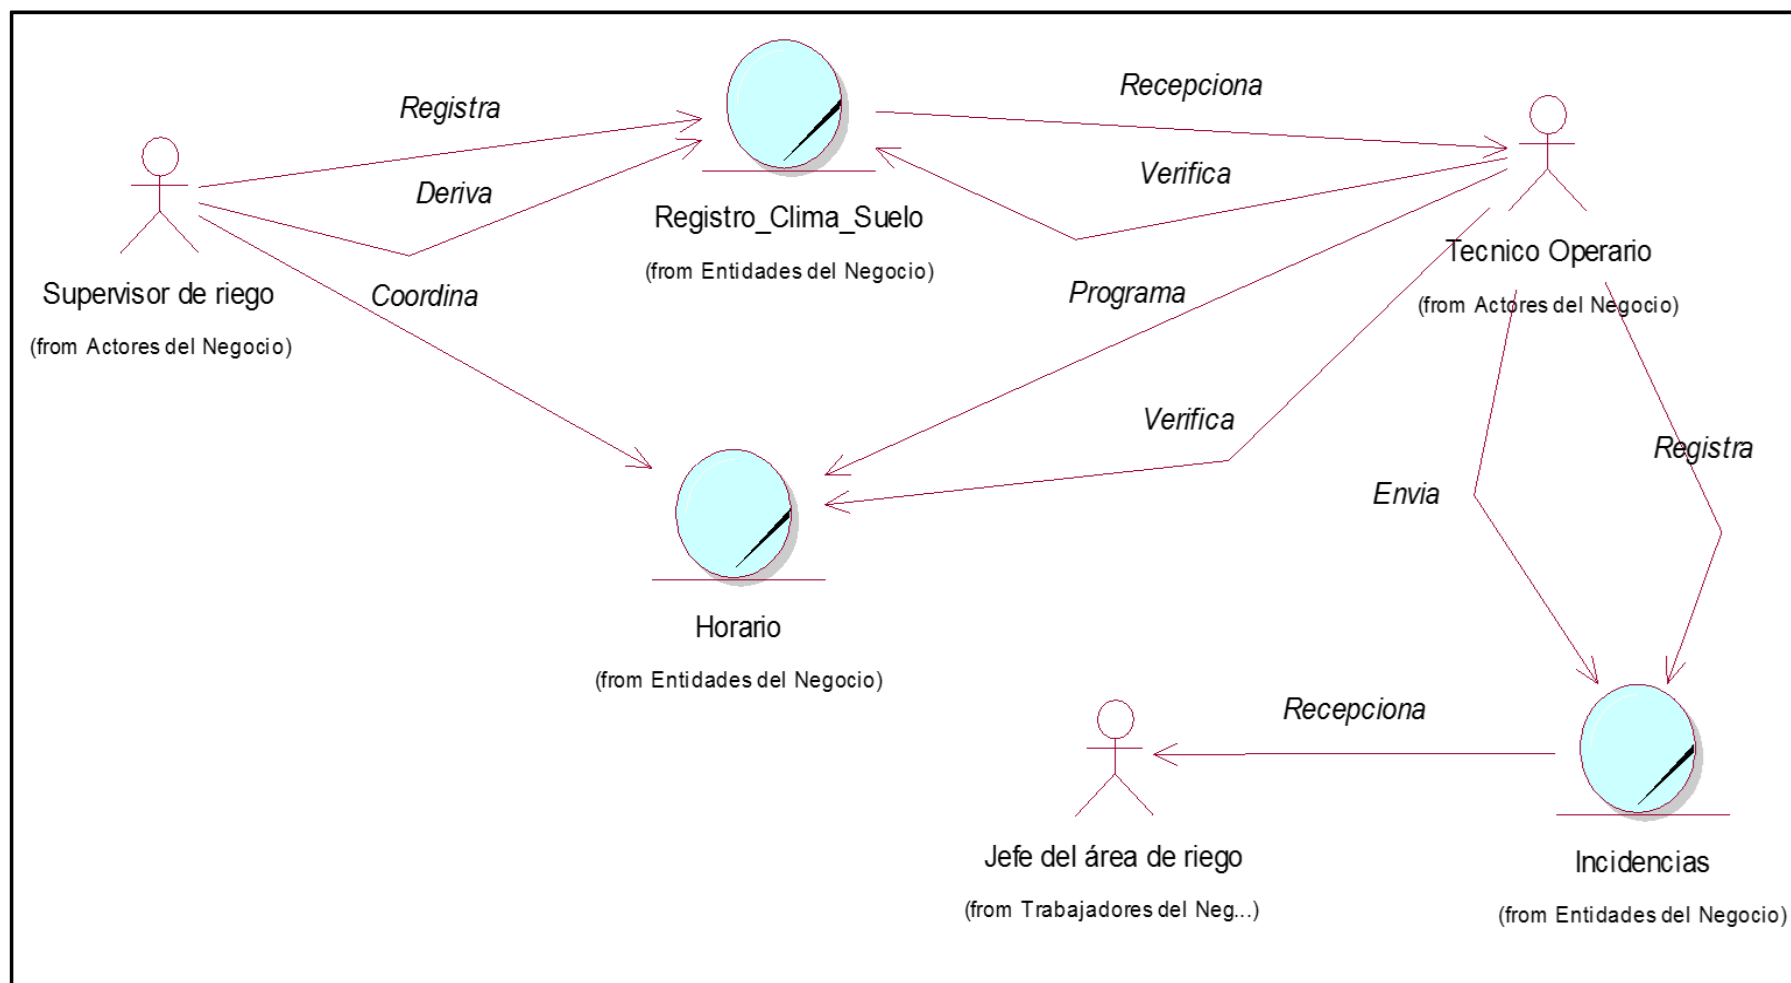 Registra
Recepciona
Deriva
Verifica
Registro_Clima_Suelo
(from Entidades del Negocio)
Tecnico Operario
(from Actores del Negocio)
Supervisor de riego
(from Actores del Negocio)
Coordina
Programa
Verifica
Registra
Envia
Horario
(from Entidades del Negocio)
Recepciona
Jefe del área de riego
(from Trabajadores del Neg...)
Incidencias
(from Entidades del Negocio)